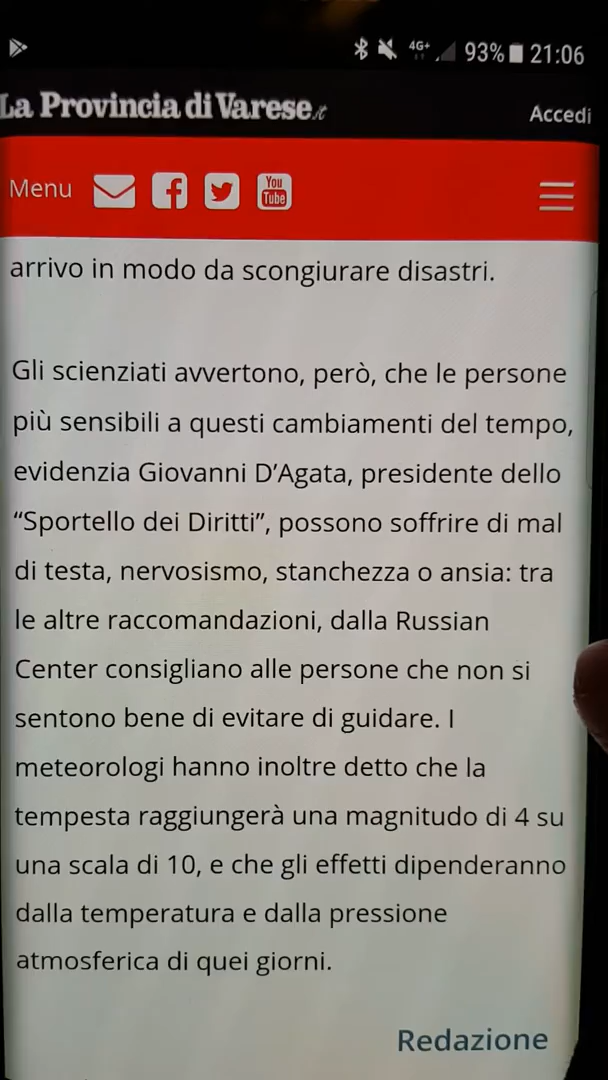 4G+ 93% 21:06
La Provincia di Varese.it
Accedi
Menu You Tube
arrivo in modo da scongiurare disastri.
Gli scienziati avvertono, però, che le persone
più sensibili a questi cambiamenti del tempo,
evidenzia Giovanni D’Agata, presidente dello
“Sportello dei Diritti”, possono soffrire di mal
di testa, nervosismo, stanchezza o ansia: tra
le altre raccomandazioni, dalla Russian
Center consigliano alle persone che non si
sentono bene di evitare di guidare. I
meteorologi hanno inoltre detto che la
tempesta raggiungerà una magnitudo di 4 su
una scala di 10, e che gli effetti dipenderanno
dalla temperatura e dalla pressione
atmosferica di quei giorni.
Redazione